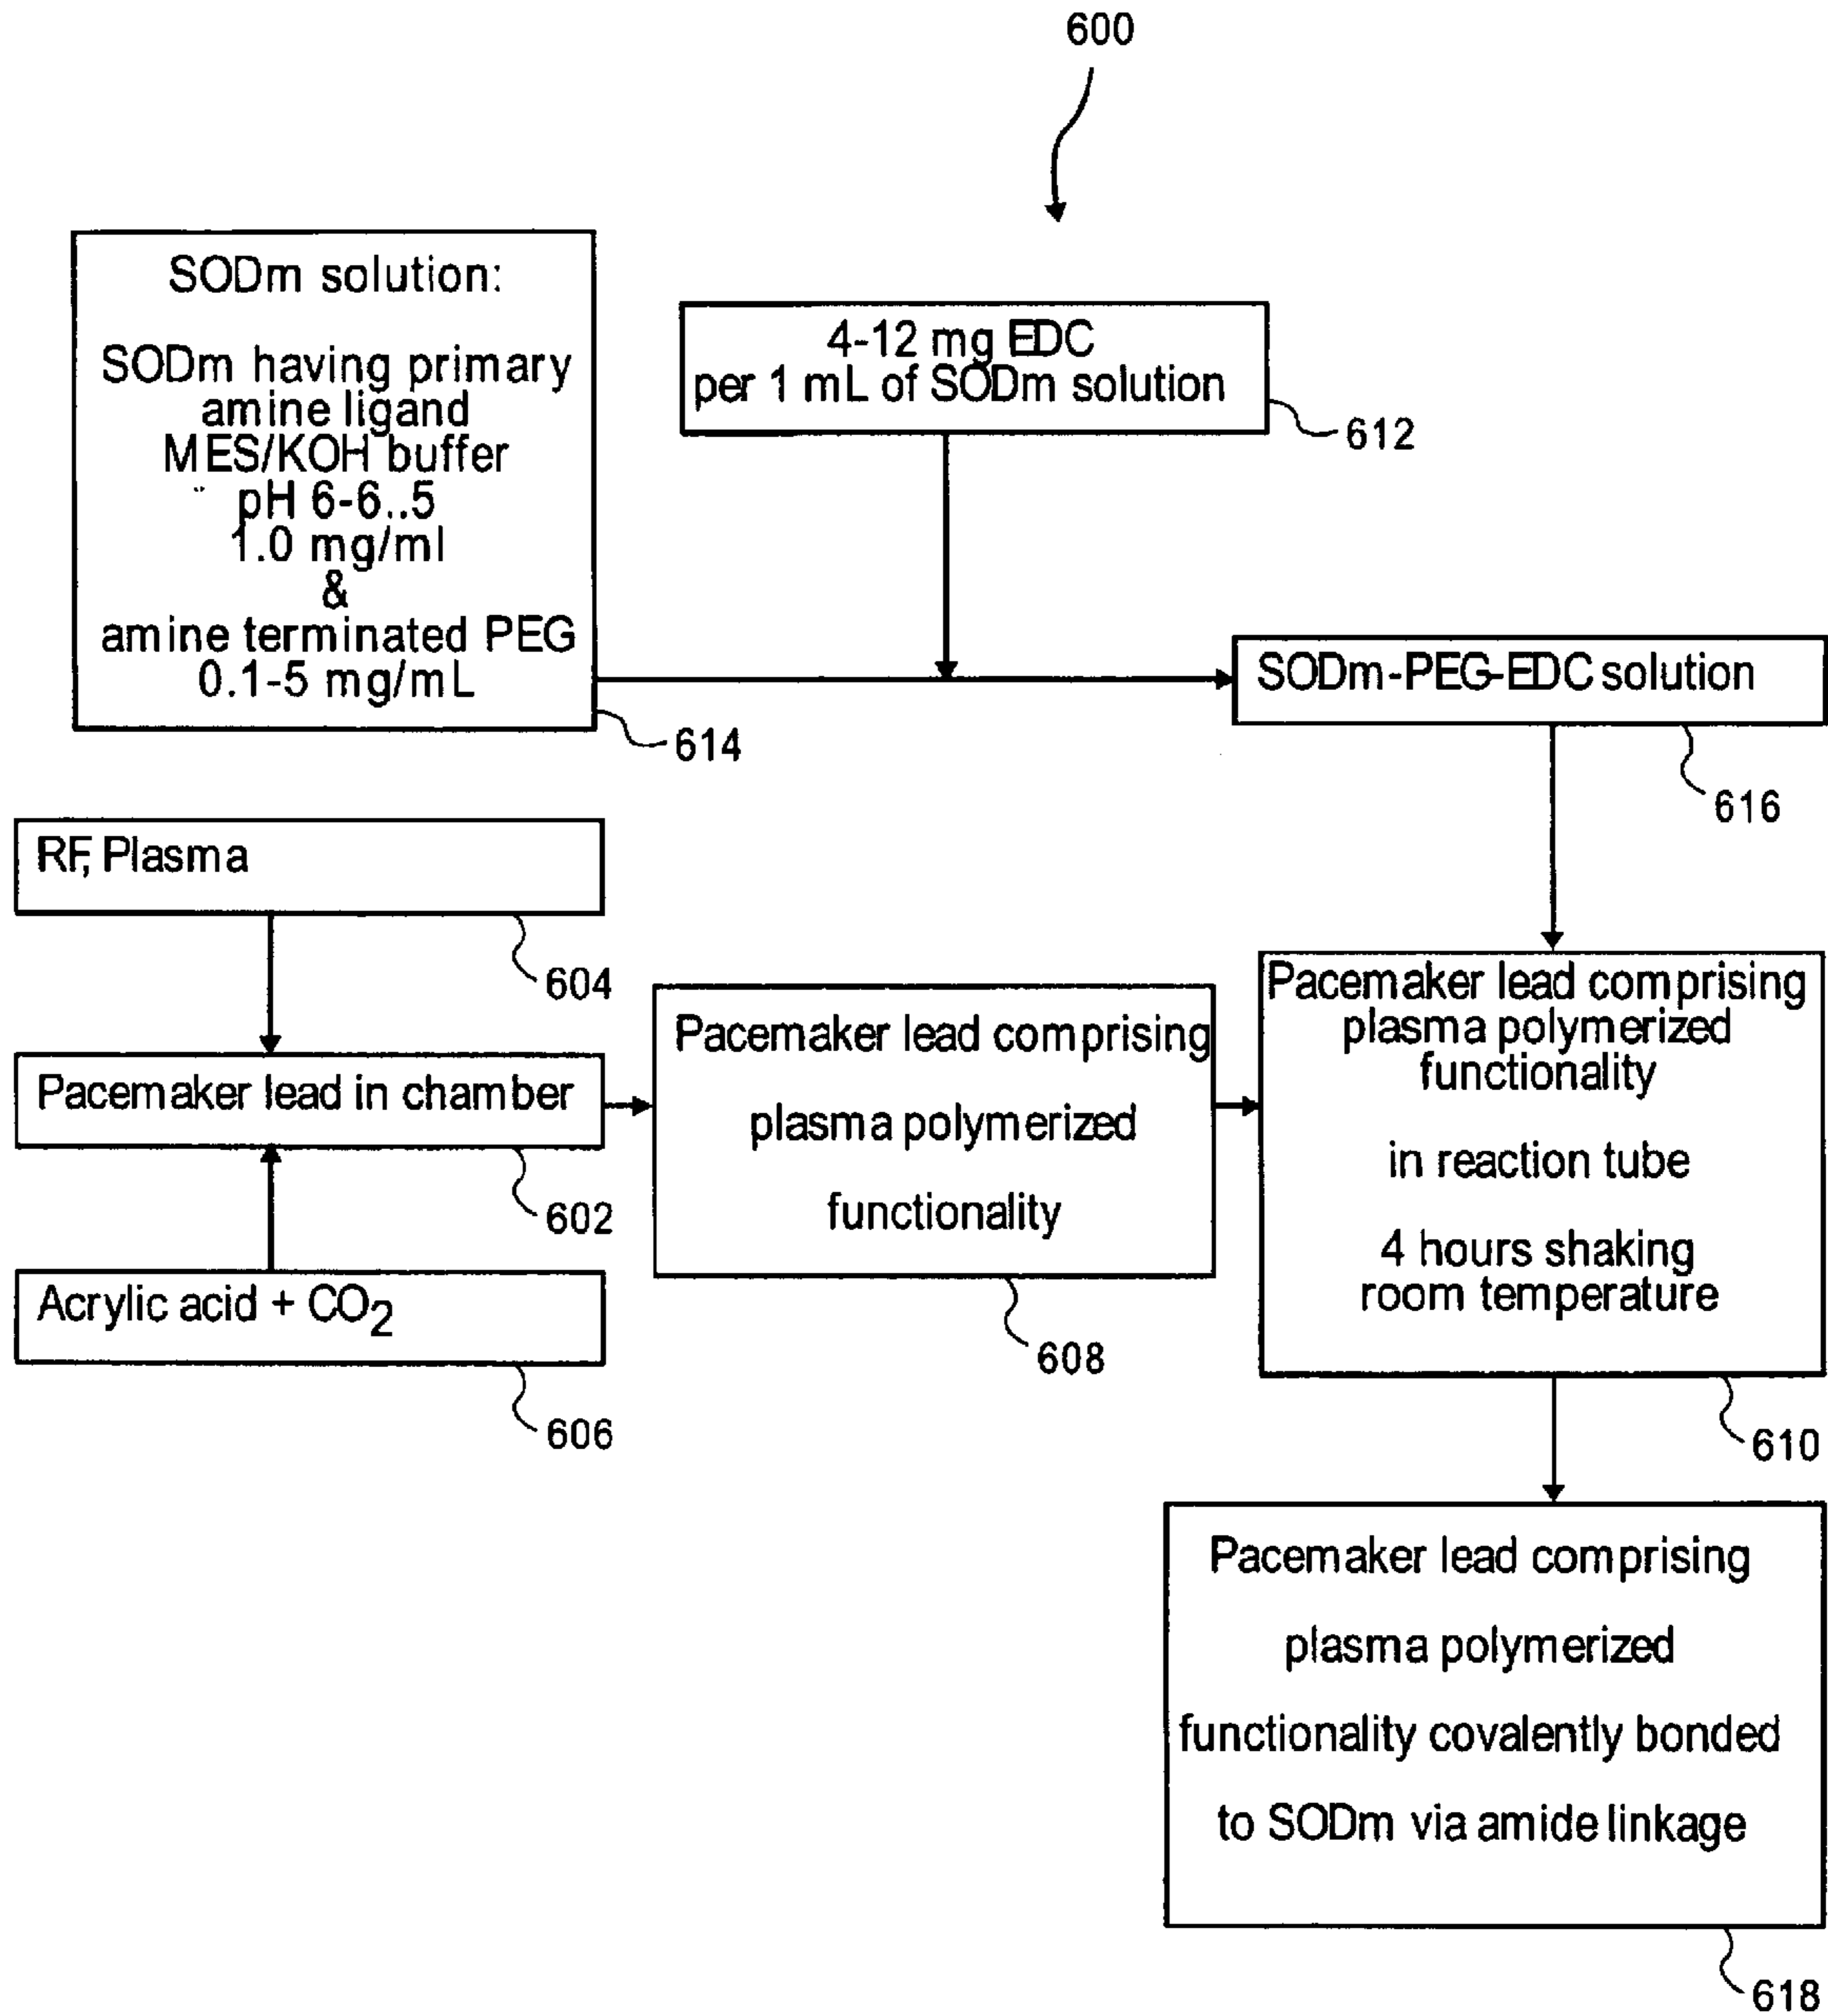 600
SODm solution:
SODm having primary
amine ligand
MES/KOH buffer
pH 6-6..5
1.0 mg/ml
&
amine terminated PEG
0.1-5 mg/mL
614
4-12 mg EDC
per 1 mL of SODm solution
612
SODm-PEG-EDC solution
616
RF, Plasma
604
Pacemaker lead in chamber
602
Acrylic acid + CO2
606
Pacemaker lead comprising
plasma polymerized
functionality
608
Pacemaker lead comprising
plasma polymerized
functionality
in reaction tube
4 hours shaking
room temperature
610
Pacemaker lead comprising
plasma polymerized
functionality covalently bonded
to SODm via amide linkage
618